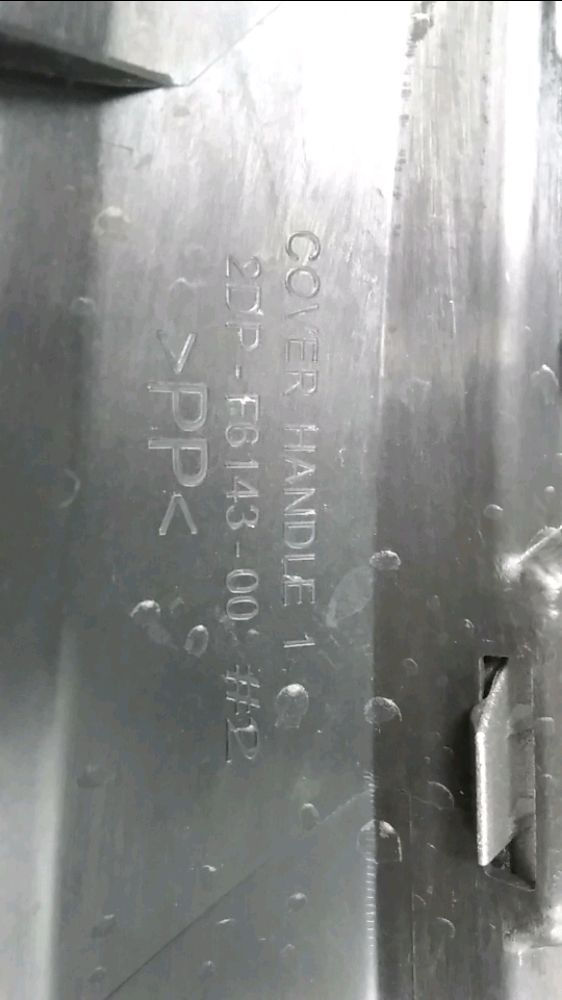 COVER HANDLE 1
2DP-F6143-00 #2
>PP<